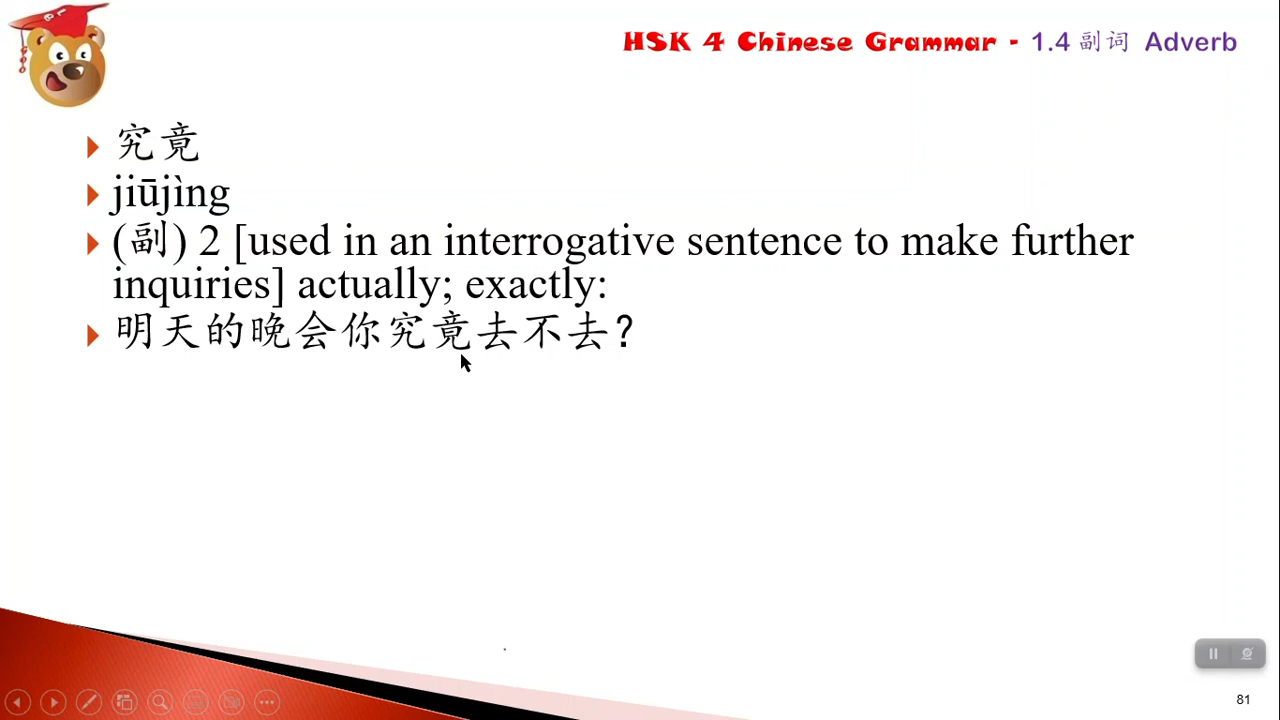 HSK 4 Chinese Grammar - 1.4 副词 Adverb
究竟
jiūjìng
(副) 2 [used in an interrogative sentence to make further
inquiries] actually; exactly:
明天的晚会你究竟去不去?
81